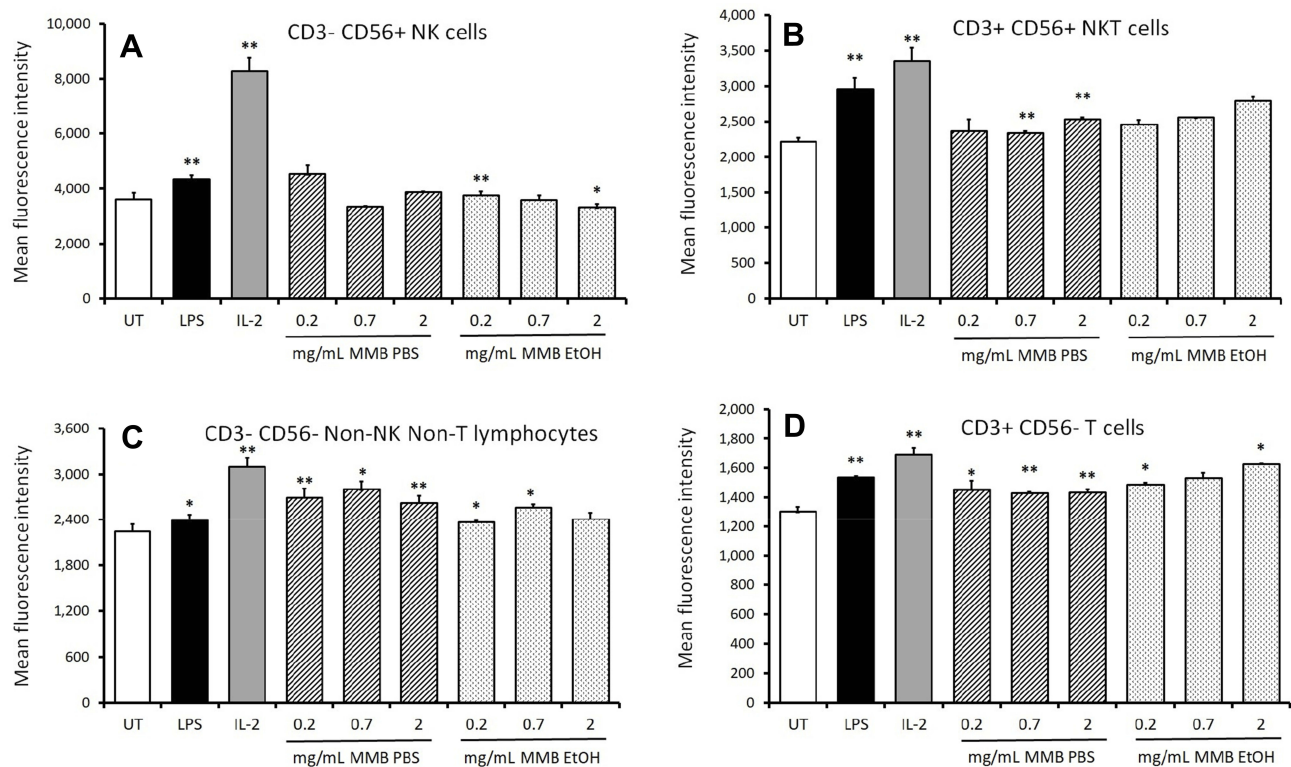 A
CD3- CD56+ NK cells
Mean fluorescence intensity
10,000
8,000
6,000
4,000
2,000
0
**
**
**
*
UT LPS IL-2 0.2 0.7 2 0.2 0.7 2
mg/mL MMB PBS mg/mL MMB EtOH
B
CD3+ CD56+ NKT cells
Mean fluorescence intensity
4,000
3,500
3,000
2,500
2,000
1,500
1,000
500
0
**
**
**
**
UT LPS IL-2 0.2 0.7 2 0.2 0.7 2
mg/mL MMB PBS mg/mL MMB EtOH
C
CD3- CD56- Non-NK Non-T lymphocytes
Mean fluorescence intensity
3,600
3,000
2,400
1,800
1,200
600
0
*
**
**
*
**
*
*
UT LPS IL-2 0.2 0.7 2 0.2 0.7 2
mg/mL MMB PBS mg/mL MMB EtOH
D
CD3+ CD56- T cells
Mean fluorescence intensity
2,000
1,800
1,600
1,400
1,200
1,000
800
600
400
200
0
**
**
*
**
**
*
*
UT LPS IL-2 0.2 0.7 2 0.2 0.7 2
mg/mL MMB PBS mg/mL MMB EtOH